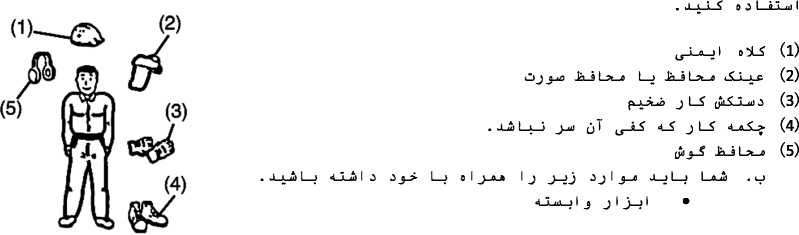 استفاده کنید.
(1) کلاه ایمنی
(2) عینک محافظ یا محافظ صورت
(3) دستکش کار ضخیم
(4) چکمه کار که کفی آن سر نباشد.
(5) محافظ گوش
ب. شما باید موارد زیر را همراه با خود داشته باشید.
• ابزار وابسته
(1)
(2)
(5)
(3)
(4)